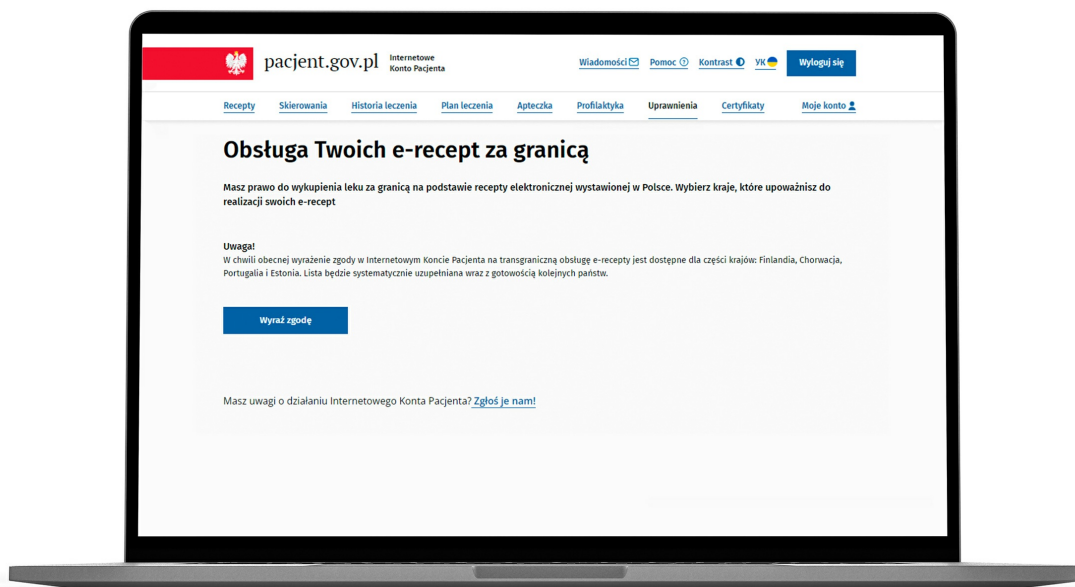 pacjent.gov.pl
Internetowe
Konto Pacjenta
Wiadomości
Pomoc
Kontrast
УК
Wyloguj się
Recepty
Skierowania
Historia leczenia
Plan leczenia
Apteczka
Profilaktyka
Uprawnienia
Certyfikaty
Moje konto
Obsługa Twoich e-recept za granicą
Masz prawo do wykupienia leku za granicą na podstawie recepty elektronicznej wystawionej w Polsce. Wybierz kraje, które upoważnisz do
realizacji swoich e-recept
Uwaga!
W chwili obecnej wyrażenie zgody w Internetowym Koncie Pacjenta na transgraniczną obsługę e-recepty jest dostępne dla części krajów: Finlandia, Chorwacja,
Portugalia i Estonia. Lista będzie systematycznie uzupełniana wraz z gotowością kolejnych państw.
Wyraź zgodę
Masz uwagi o działaniu Internetowego Konta Pacjenta? Zgłoś je nam!